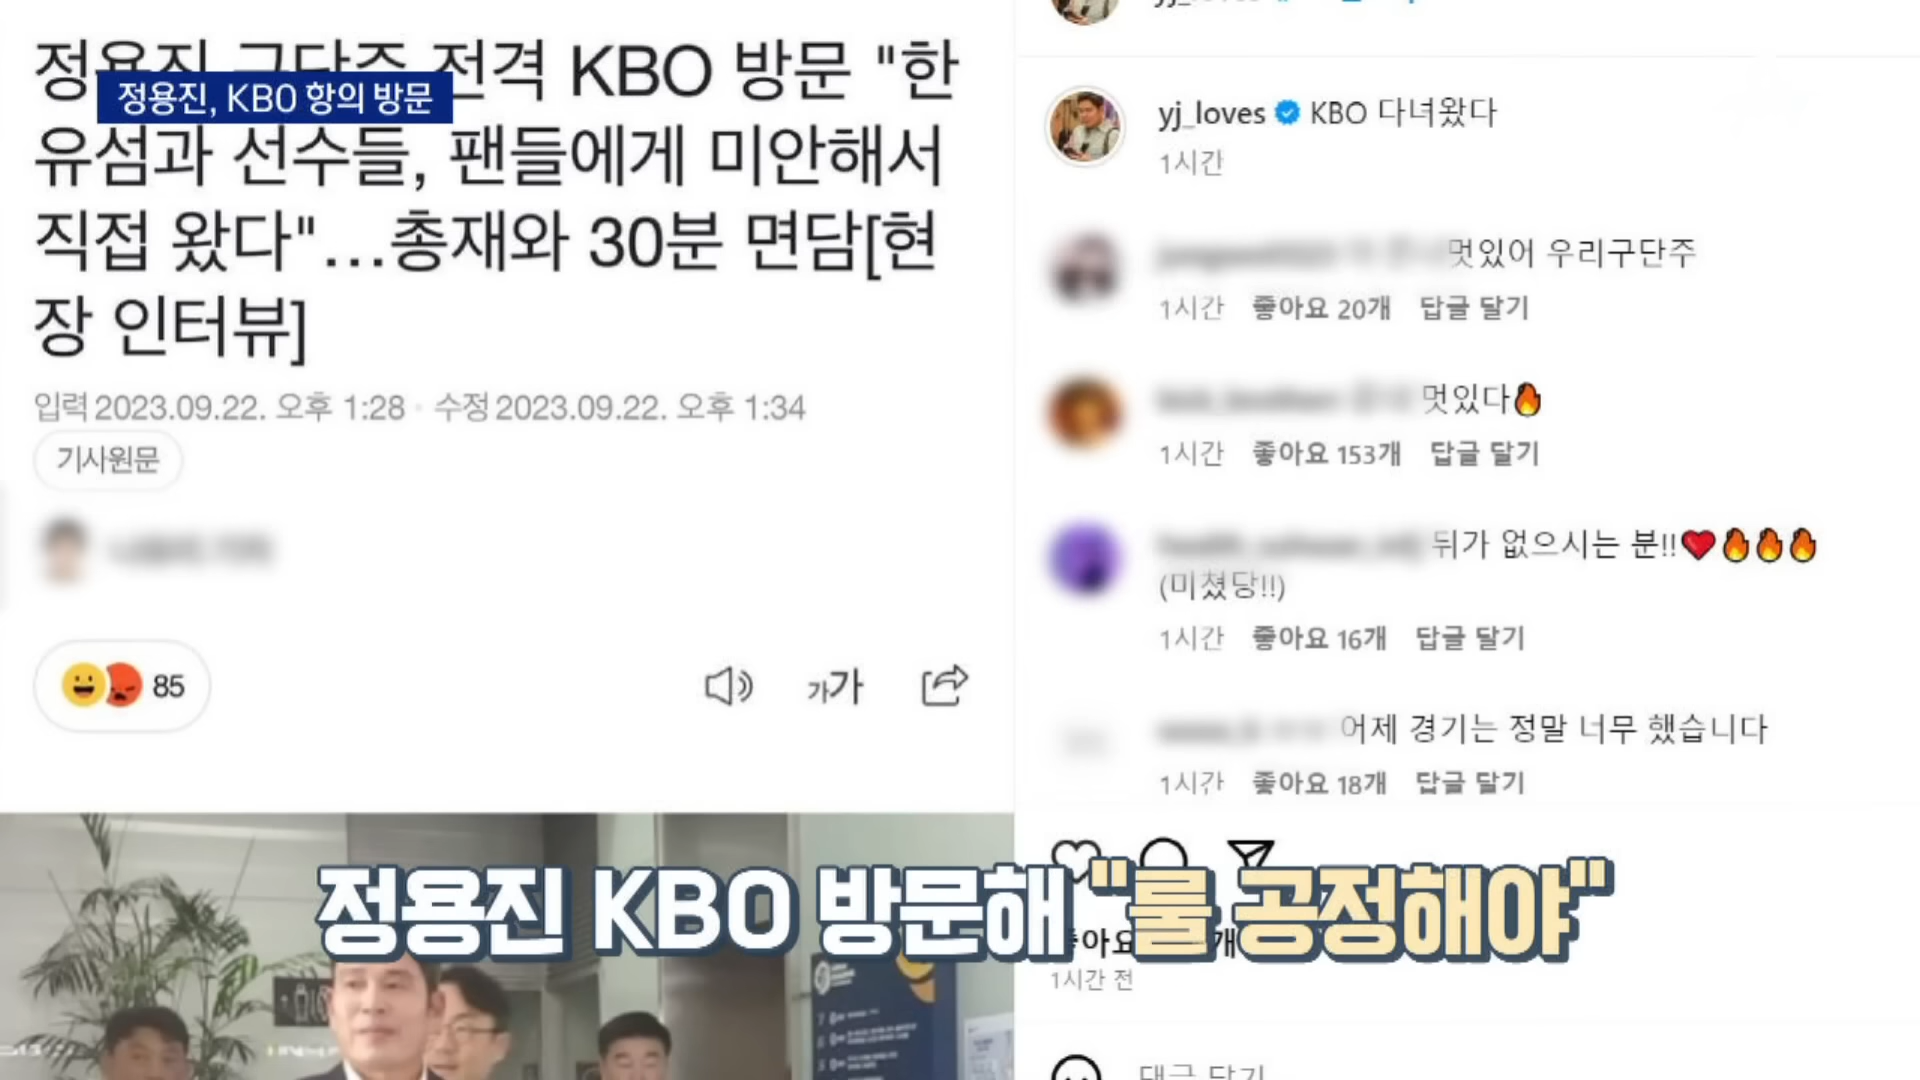 정용진 구단주 전격 KBO 방문 "한
유섬과 선수들, 팬들에게 미안해서
직접 왔다"…총재와 30분 면담[현
장 인터뷰]
정용진, KBO 항의 방문
입력 2023.09.22. 오후 1:28 · 수정 2023.09.22. 오후 1:34
기사원문
85
가가
yj_loves KBO 다녀왔다
1시간
멋있어 우리구단주
1시간 좋아요 20개 답글 달기
멋있다🔥
1시간 좋아요 153개 답글 달기
뒤가 없으시는 분!!❤️🔥🔥🔥
(미쳤당!!)
1시간 좋아요 16개 답글 달기
어제 경기는 정말 너무 했습니다
1시간 좋아요 18개 답글 달기
정용진 KBO 방문해 "룰 공정해야"
1시간 전
댓글 달기...